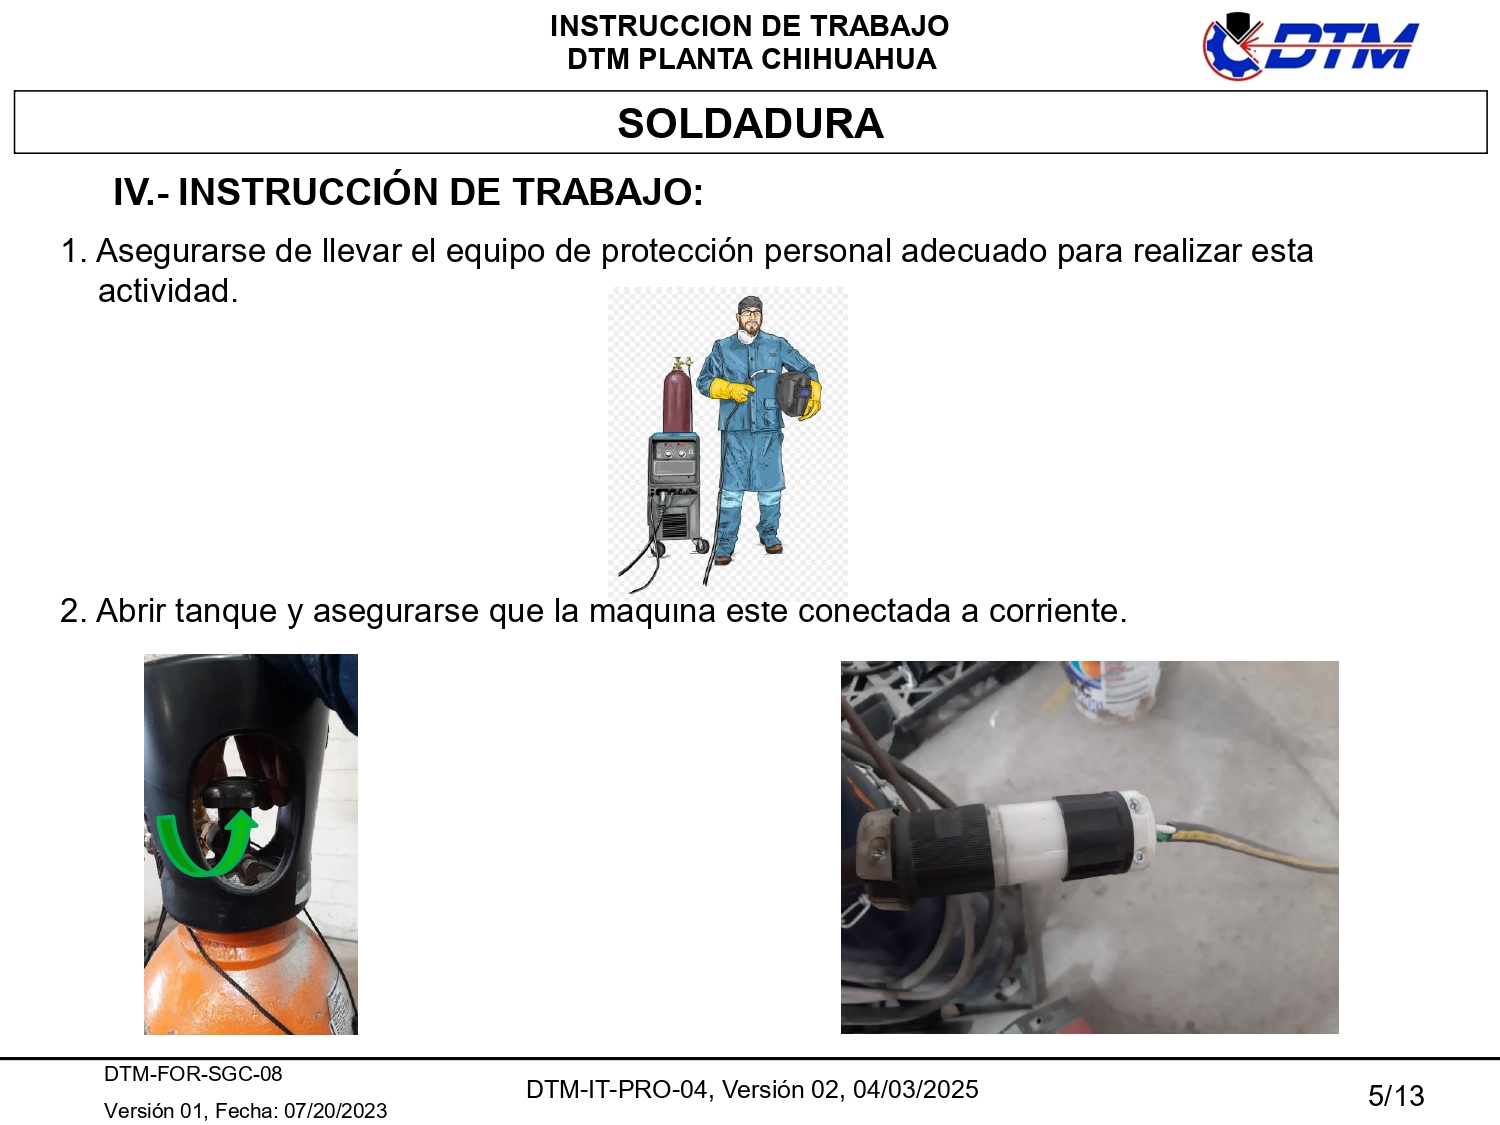 INSTRUCCION DE TRABAJO
DTM PLANTA CHIHUAHUA
DTM
SOLDADURA
IV.- INSTRUCCIÓN DE TRABAJO:
1. Asegurarse de llevar el equipo de protección personal adecuado para realizar esta
actividad.
2. Abrir tanque y asegurarse que la maquina este conectada a corriente.
DTM-FOR-SGC-08
Versión 01, Fecha: 07/20/2023
DTM-IT-PRO-04, Versión 02, 04/03/2025
5/13